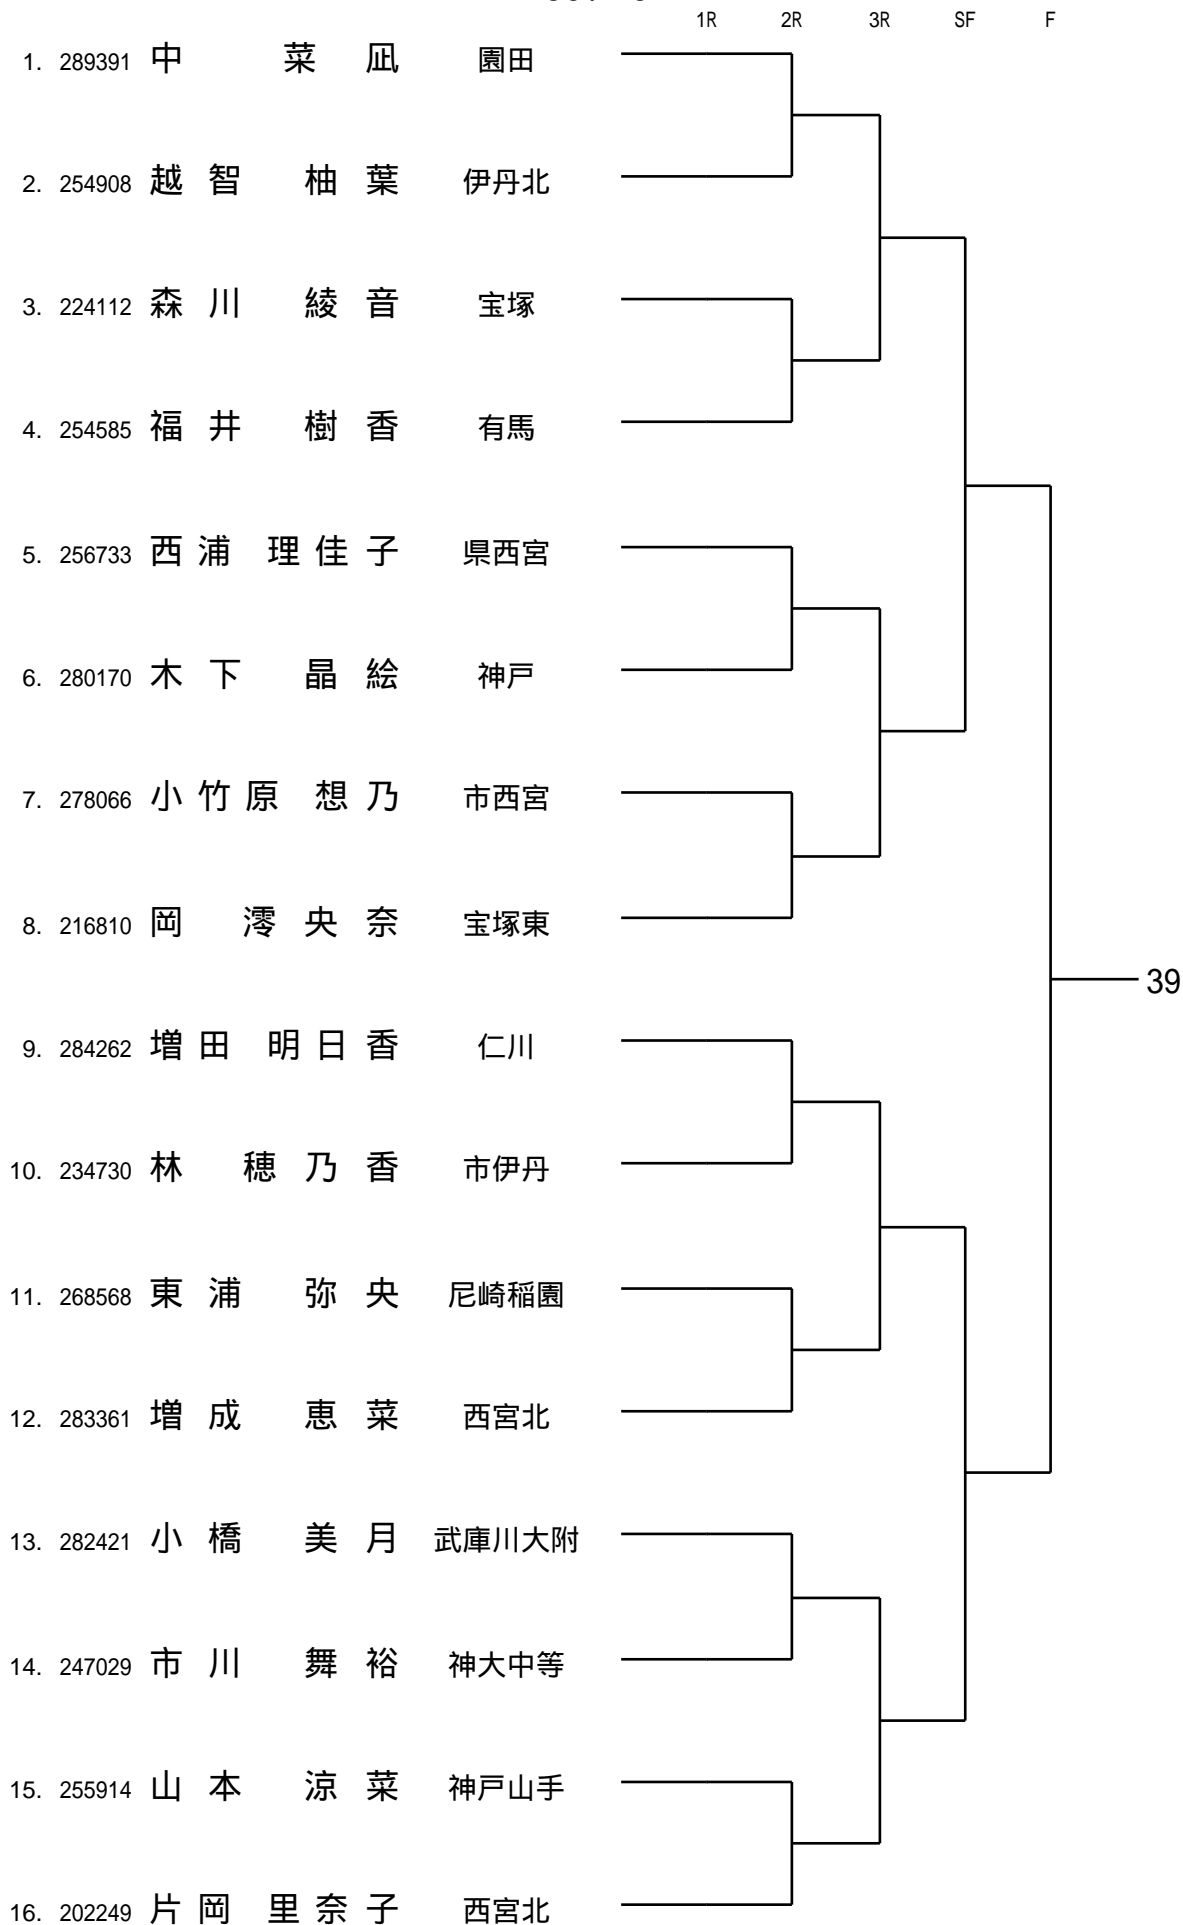 1R 2R 3R SF F
1. 289391 中 菜 凪 園田
2. 254908 越 智 柚 葉 伊丹北
3. 224112 森 川 綾 音 宝塚
4. 254585 福 井 樹 香 有馬
5. 256733 西 浦 理 佳 子 県西宮
6. 280170 木 下 晶 絵 神戸
7. 278066 小 竹 原 想 乃 市西宮
8. 216810 岡 澪 央 奈 宝塚東
39
9. 284262 増 田 明 日 香 仁川
10. 234730 林 穂 乃 香 市伊丹
11. 268568 東 浦 弥 央 尼崎稲園
12. 283361 増 成 恵 菜 西宮北
13. 282421 小 橋 美 月 武庫川大附
14. 247029 市 川 舞 裕 神大中等
15. 255914 山 本 涼 菜 神戸山手
16. 202249 片 岡 里 奈 子 西宮北